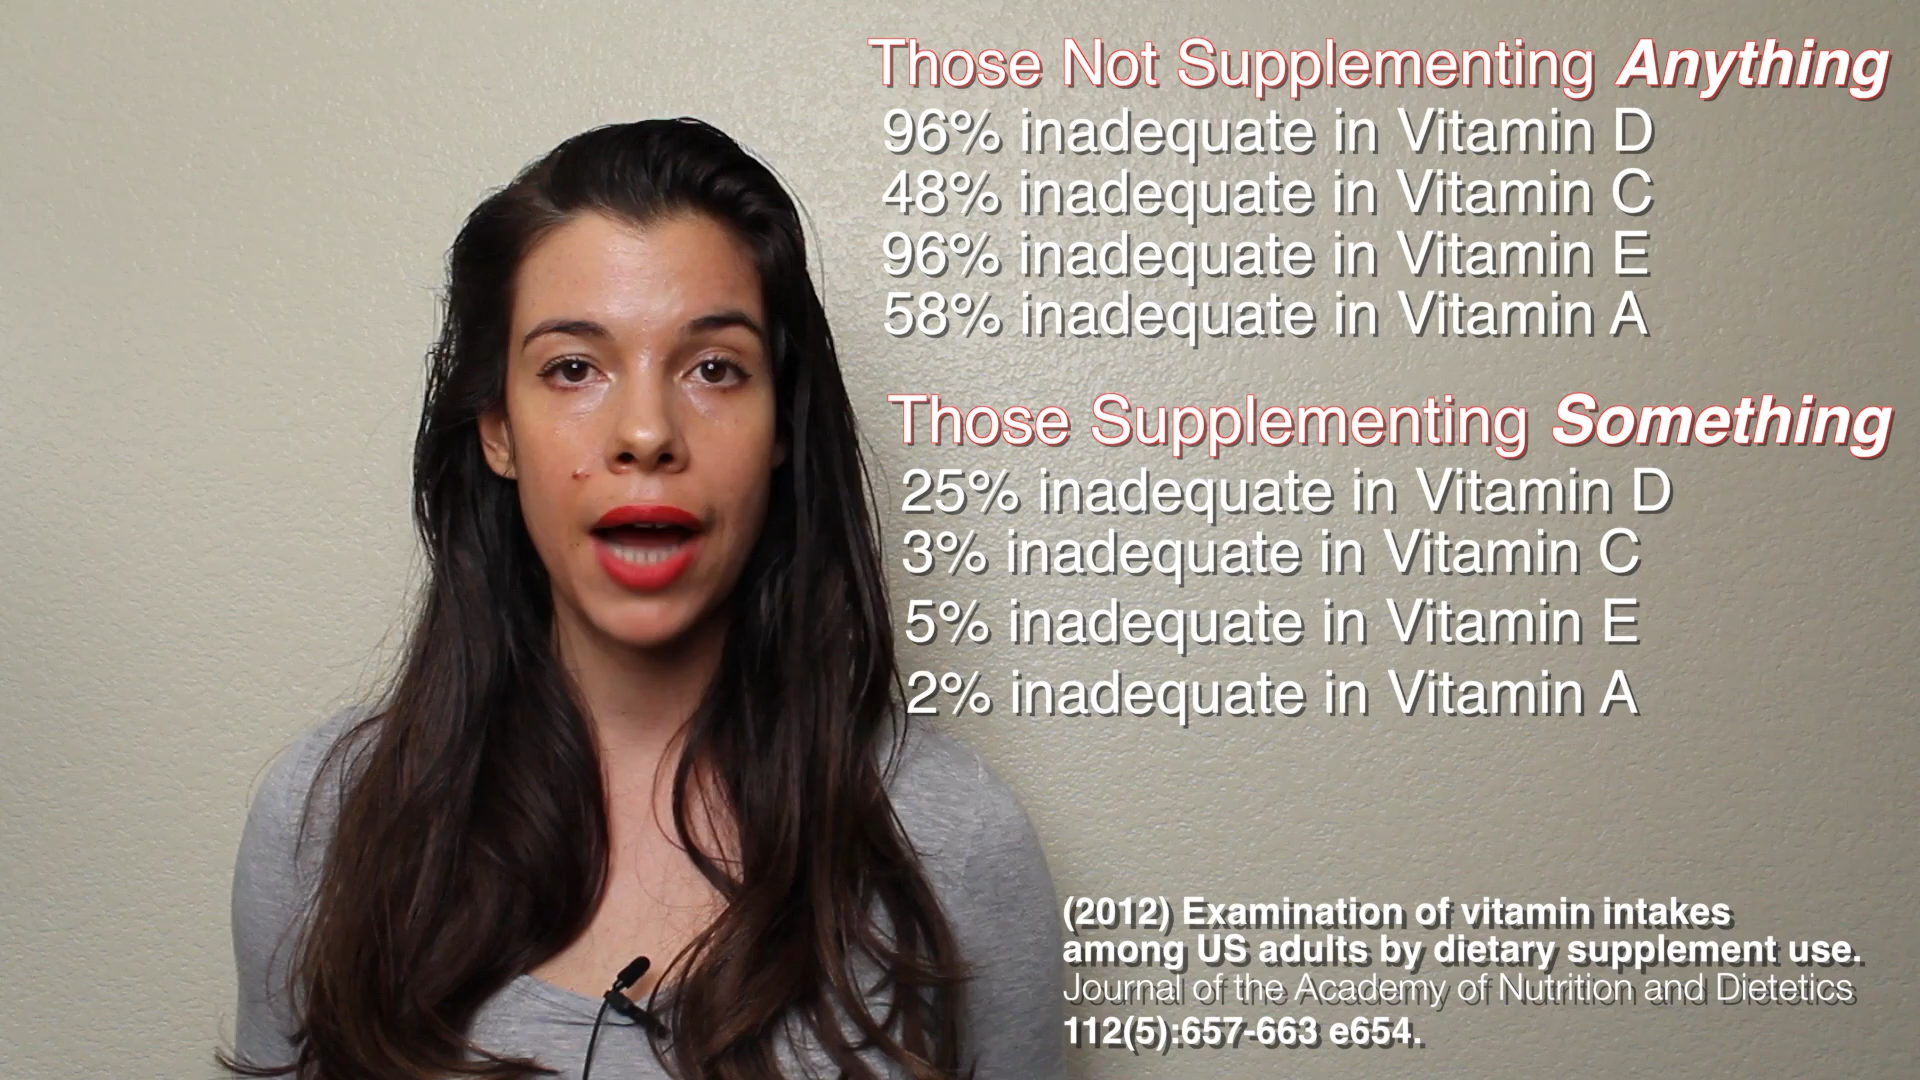 Those Not Supplementing Anything
96% inadequate in Vitamin D
48% inadequate in Vitamin C
96% inadequate in Vitamin E
58% inadequate in Vitamin A
Those Supplementing Something
25% inadequate in Vitamin D
3% inadequate in Vitamin C
5% inadequate in Vitamin E
2% inadequate in Vitamin A
(2012) Examination of vitamin intakes
among US adults by dietary supplement use.
Journal of the Academy of Nutrition and Dietetics
112(5):657-663 e654.